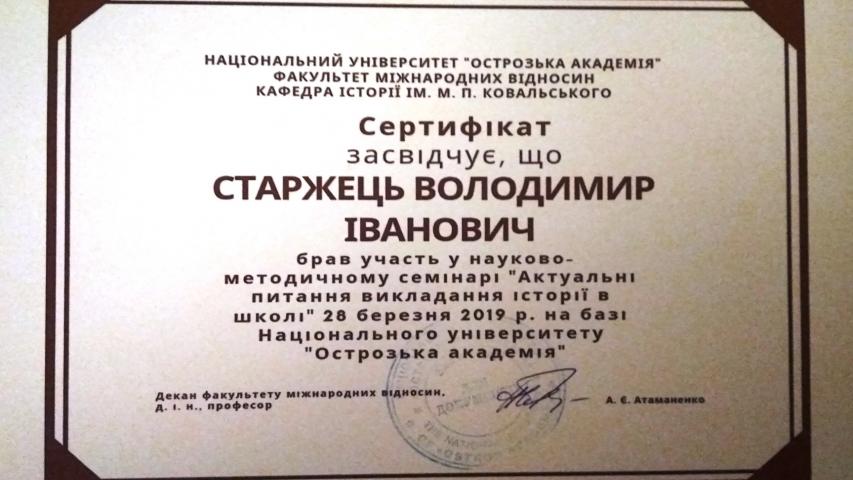 НАЦІОНАЛЬНИЙ УНІВЕРСИТЕТ "ОСТРОЗЬКА АКАДЕМІЯ"
ФАКУЛЬТЕТ МІЖНАРОДНИХ ВІДНОСИН
КАФЕДРА ІСТОРІЇ ІМ. М. П. КОВАЛЬСЬКОГО
Сертифікат
засвідчує, що
СТАРЖЕЦЬ ВОЛОДИМИР
ІВАНОВИЧ
брав участь у науково-
методичному семінарі "Актуальні
питання викладання історії в
школі" 28 березня 2019 р. на базі
Національного університету
"Острозька академія"
Декан факультету міжнародних відносин,
д. і. н., професор
А. Є. Атаманенко
THE NATIONAL